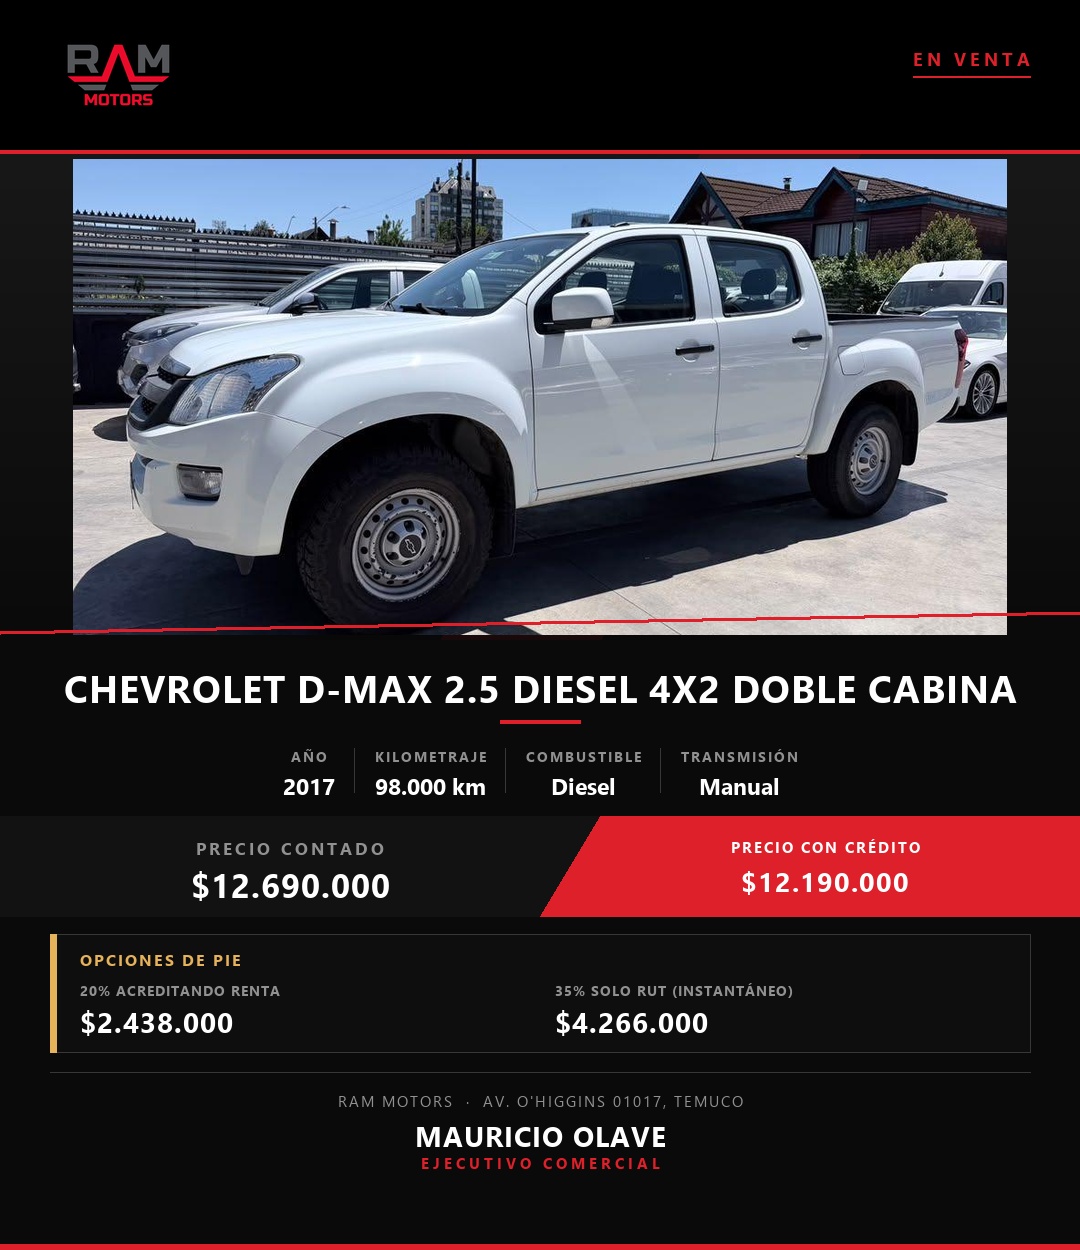 RAM
MOTORS
EN VENTA
CHEVROLET D-MAX 2.5 DIESEL 4X2 DOBLE CABINA
AÑO
2017
KILOMETRAJE
98.000 km
COMBUSTIBLE
Diesel
TRANSMISIÓN
Manual
PRECIO CONTADO
$12.690.000
PRECIO CON CRÉDITO
$12.190.000
OPCIONES DE PIE
20% ACREDITANDO RENTA
$2.438.000
35% SOLO RUT (INSTANTÁNEO)
$4.266.000
RAM MOTORS · AV. O'HIGGINS 01017, TEMUCO
MAURICIO OLAVE
EJECUTIVO COMERCIAL